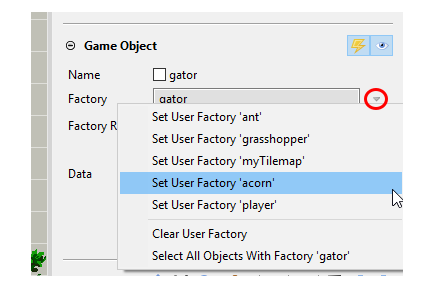 Game Object
Name gator
Factory gator
Factory R
Set User Factory 'ant'
Set User Factory 'grasshopper'
Set User Factory 'myTilemap'
Data
Set User Factory 'acorn'
Set User Factory 'player'
Clear User Factory
Select All Objects With Factory 'gator'